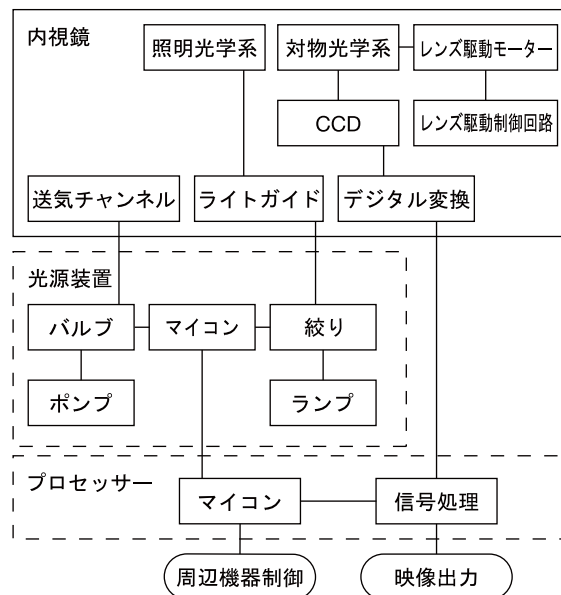 内視鏡
照明光学系
対物光学系
レンズ駆動モーター
CCD
レンズ駆動制御回路
送気チャンネル
ライトガイド
デジタル変換
光源装置
バルブ
マイコン
絞り
ポンプ
ランプ
プロセッサー
マイコン
信号処理
周辺機器制御
映像出力